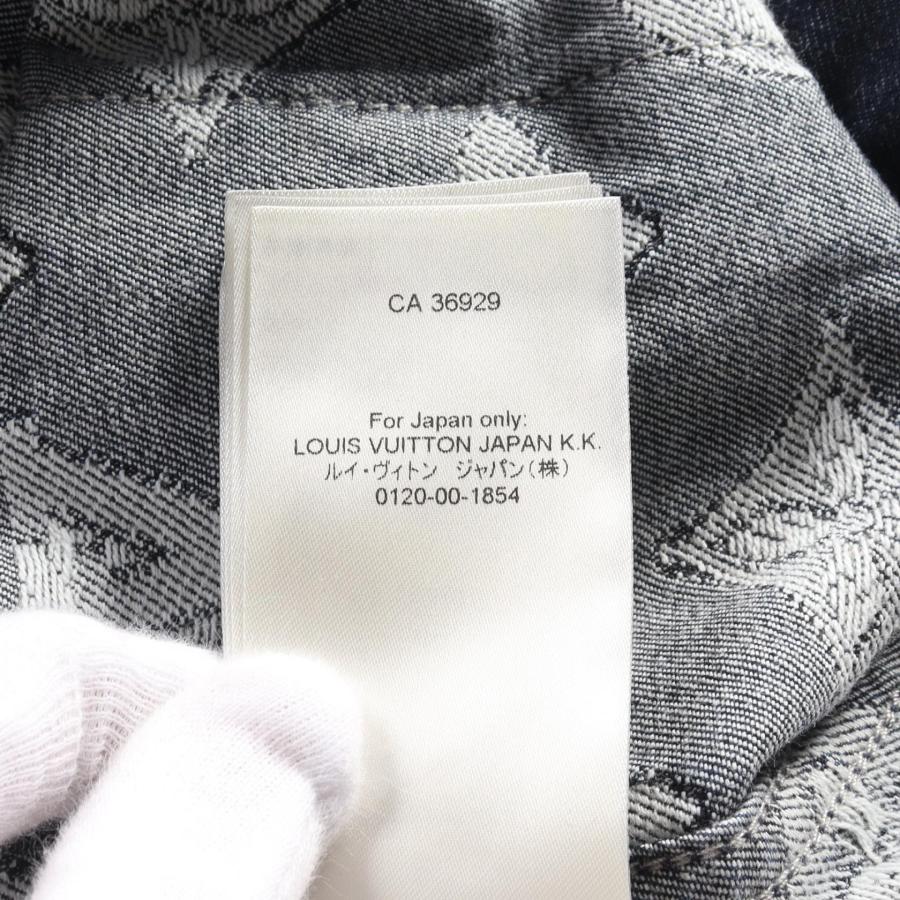 CA 36929
For Japan only:
LOUIS VUITTON JAPAN K.K.
ルイ・ヴィトン ジャパン(株)
0120-00-1854